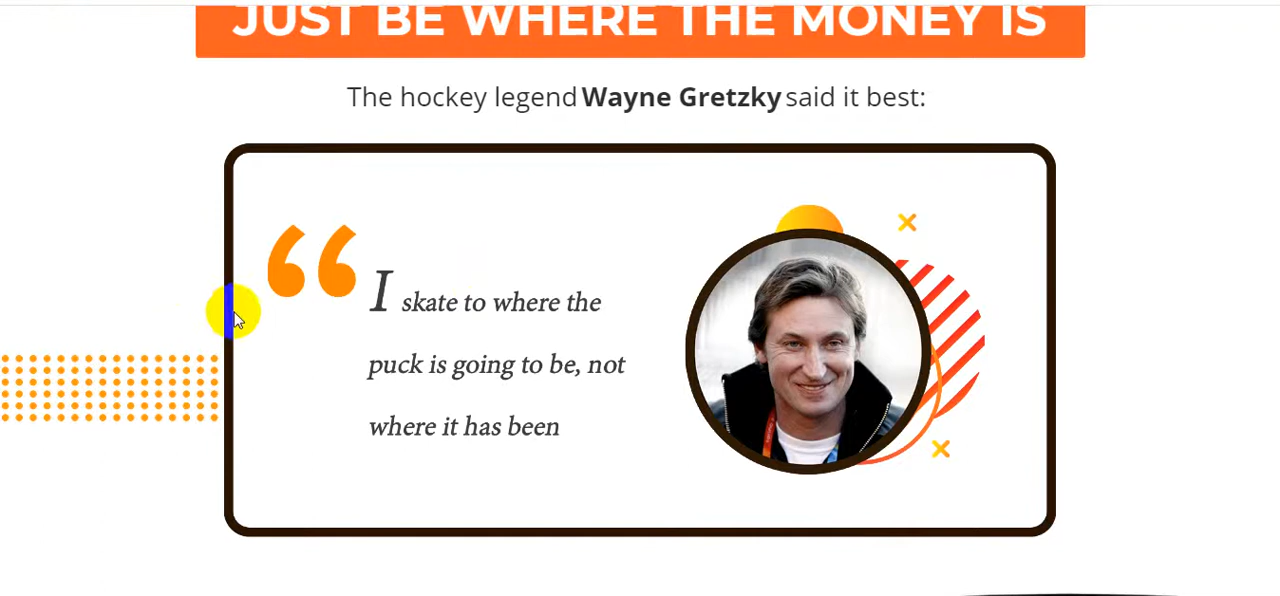 JUST BE WHERE THE MONEY IS
The hockey legend Wayne Gretzky said it best:
“ I skate to where the
puck is going to be, not
where it has been